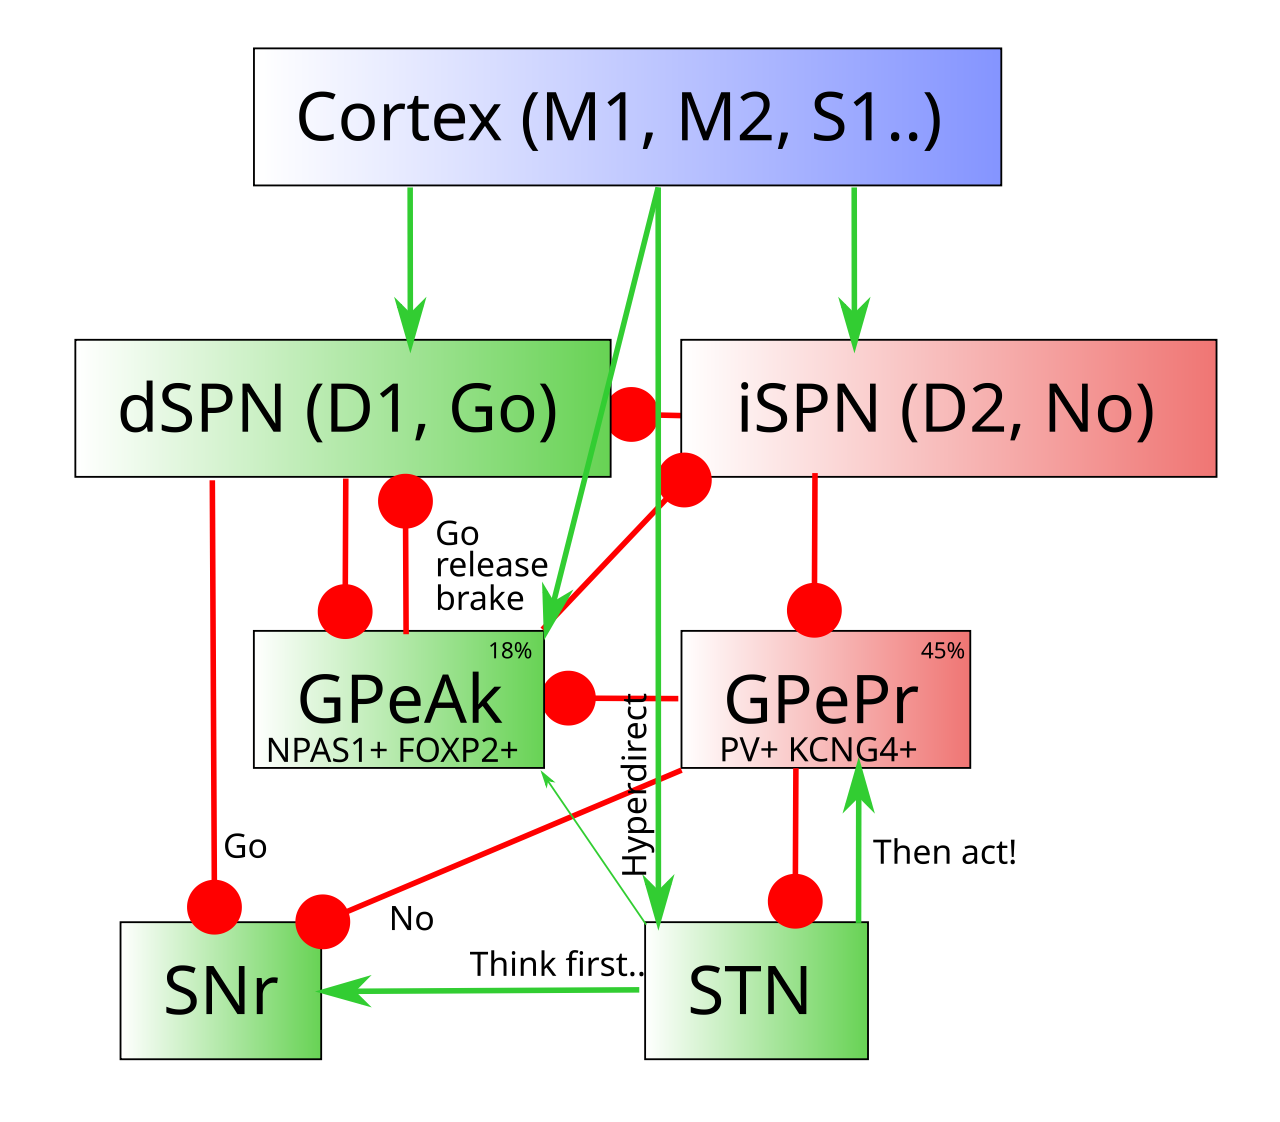 Cortex (M1, M2, S1..)
dSPN (D1, Go)
iSPN (D2, No)
Go
release
brake
18%
GPeAk
NPAS1+ FOXP2+
45%
GPePr
PV+ KCNG4+
Hyperdirect
Go
No
Then act!
Think first..
SNr
STN